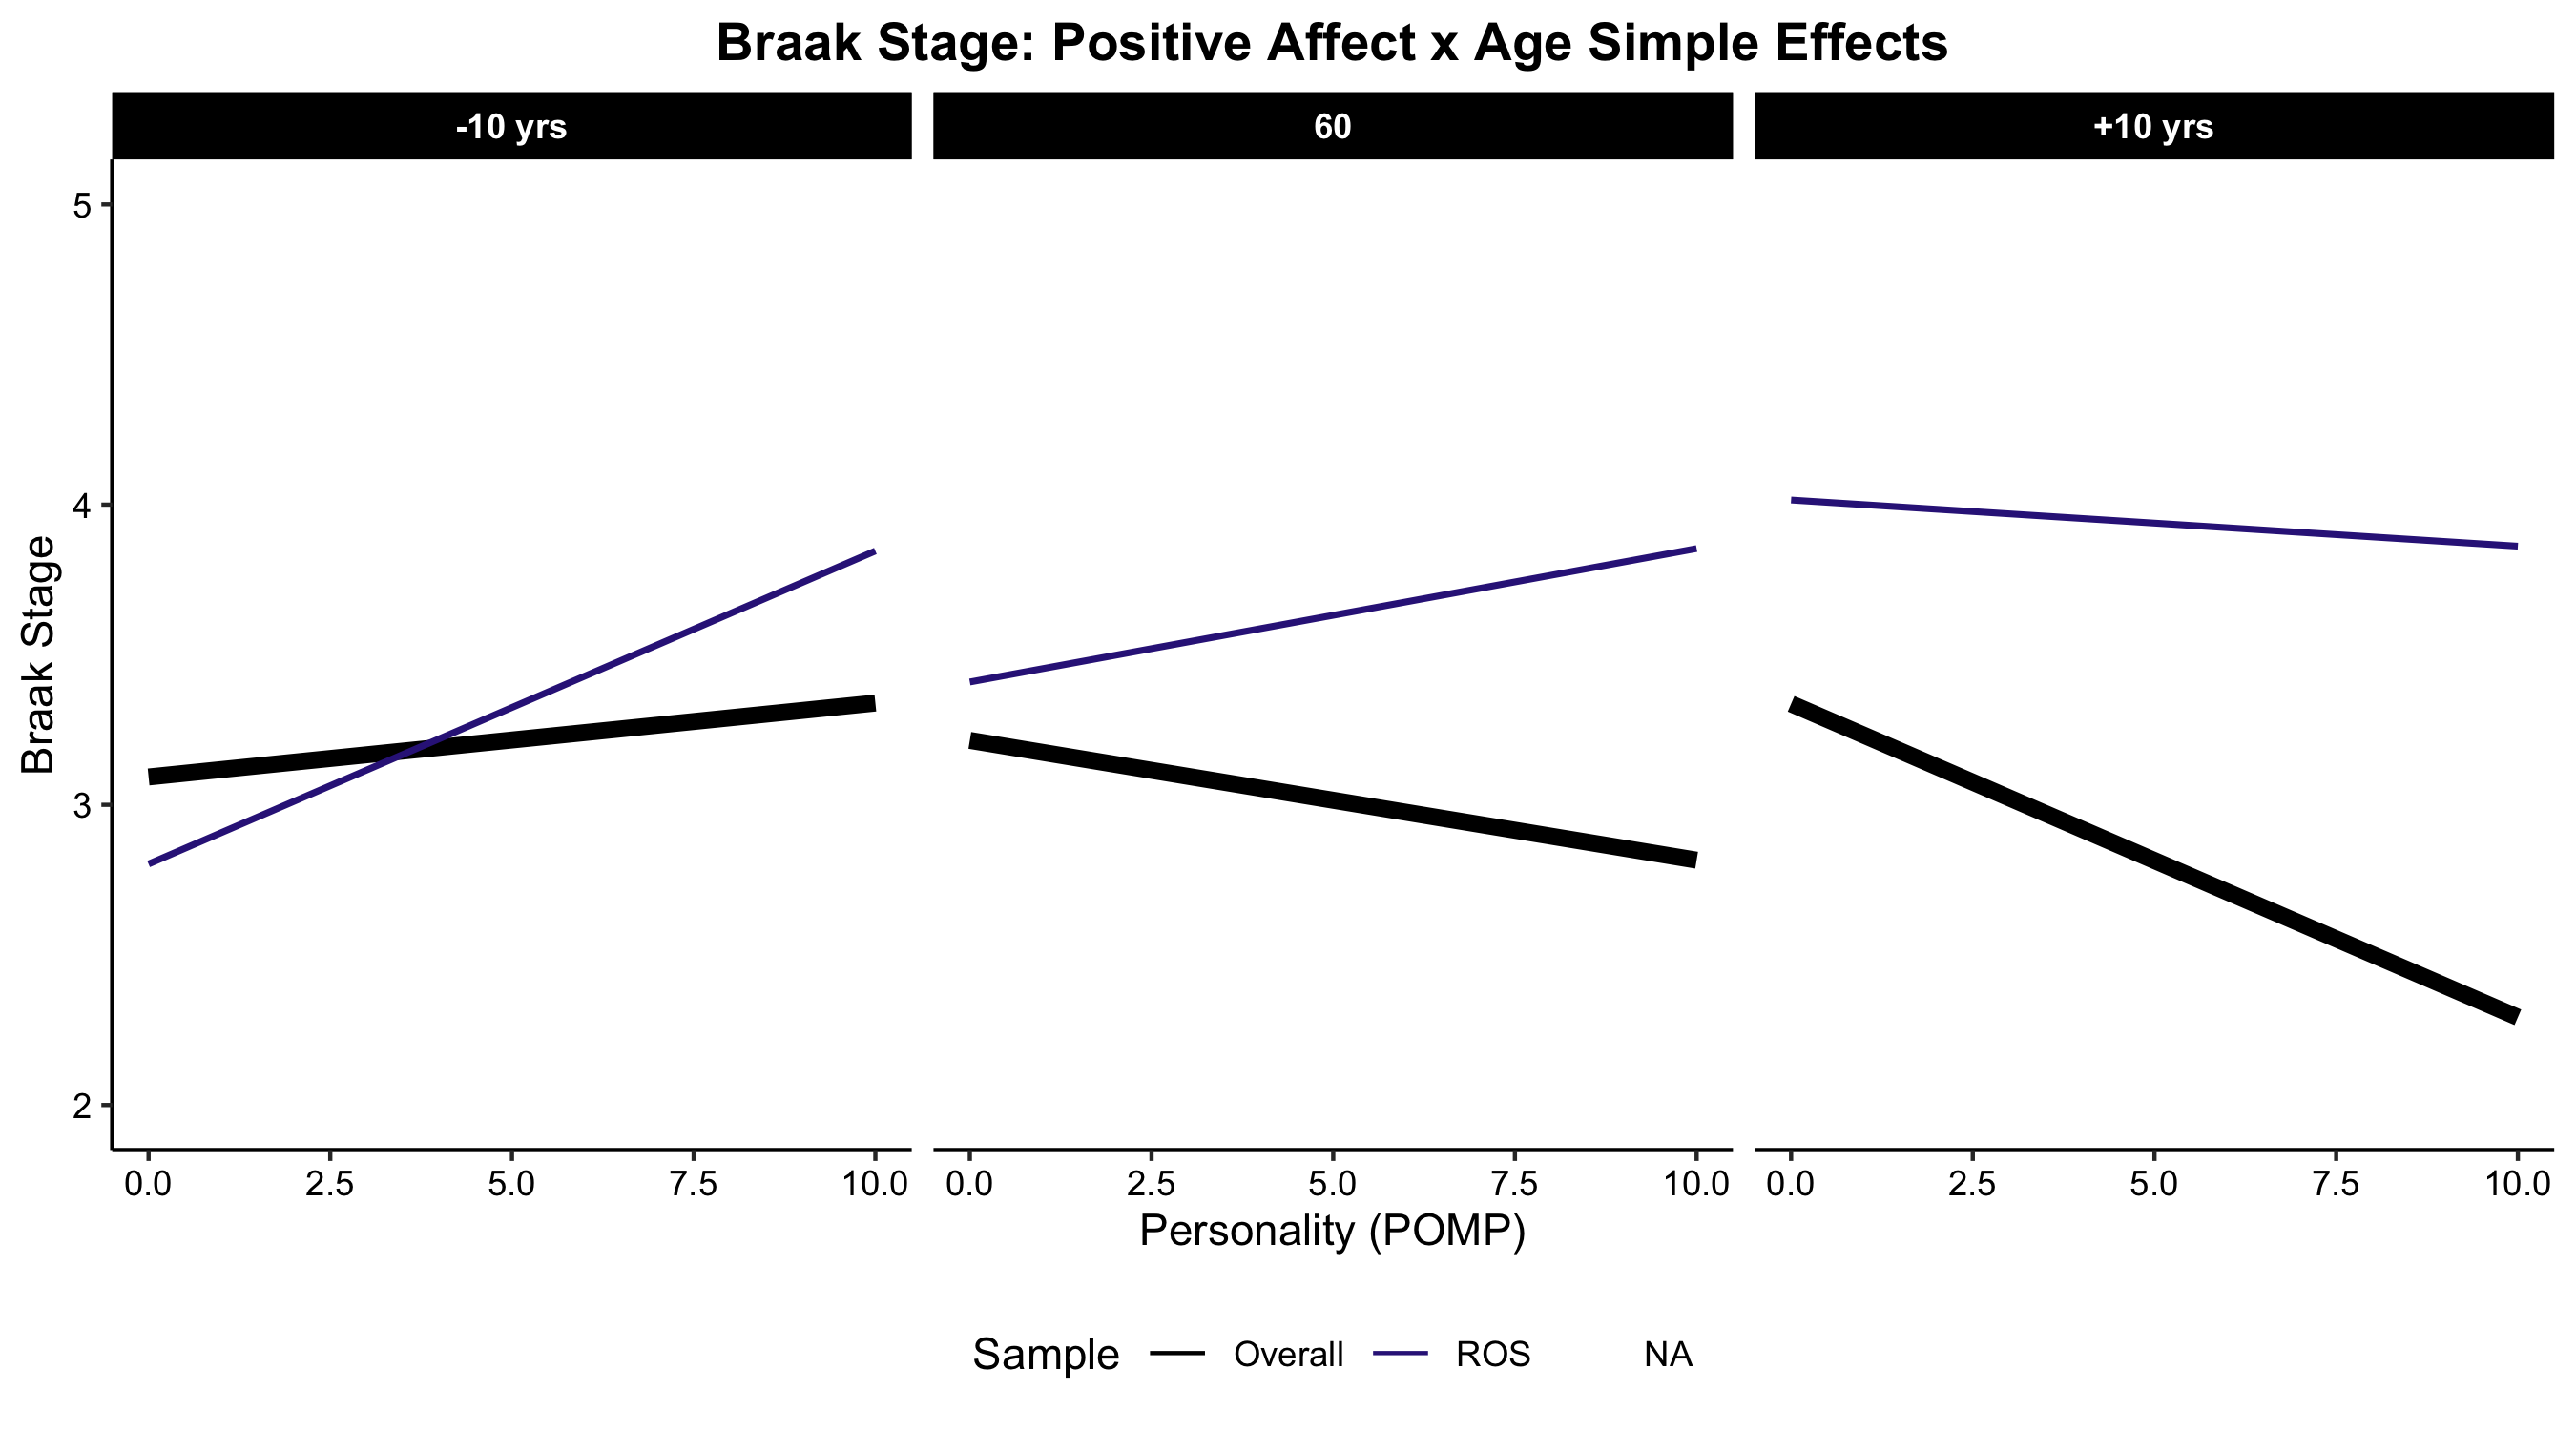 Braak Stage: Positive Affect x Age Simple Effects
-10 yrs
60
+10 yrs
Braak Stage
5
4
3
2
0.0 2.5 5.0 7.5 10.0
0.0 2.5 5.0 7.5 10.0
0.0 2.5 5.0 7.5 10.0
Personality (POMP)
Sample Overall ROS NA